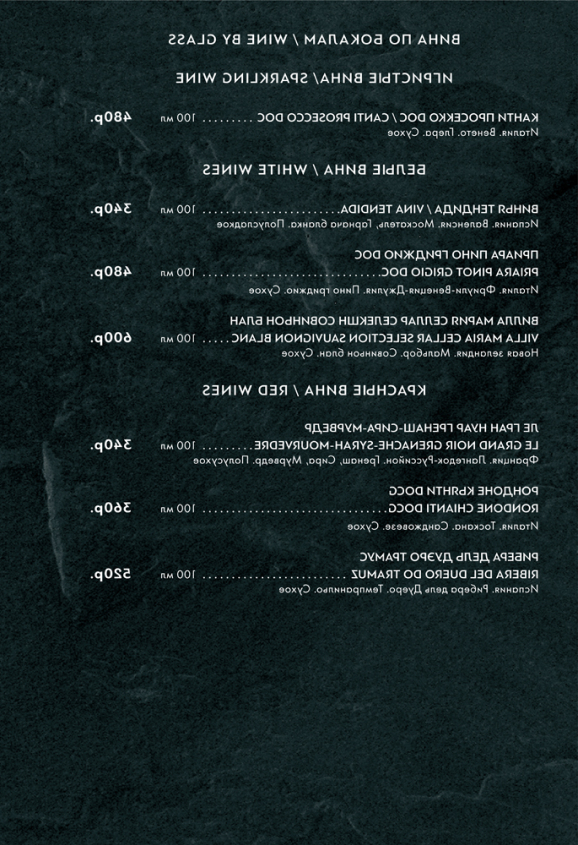 ВИНА ПО БОКАЛАМ / WINE BY GLASS
ИГРИСТЫЕ ВИНА/ SPARKLING WINE
КАНТИ ПРОСЕККО DOC / CANTI PROSECCO DOC . . . . . . . . . 100 мл 480р.
Италия. Венето. Глера. Сухое
БЕЛЫЕ ВИНА / WHITE WINES
ВИНЬЯ ТЕНДИДА / VINA TENDIDA. . . . . . . . . . . . . . . . . . . . . . . . 100 мл 340р.
Испания. Валенсия. Москатель, Гарнача бланка. Полусладкое
ПРИАРА ПИНО ГРИДЖИО DOC
PRIARA PINOT GRIGIO DOC. . . . . . . . . . . . . . . . . . . . . . . . . . . . . . 100 мл 480р.
Италия. Фриули-Венеция-Джулия. Пино гриджио. Сухое
ВИЛЛА МАРИЯ СЕЛЛАР СЕЛЕКШН СОВИНЬОН БЛАН
VILLA MARIA CELLAR SELECTION SAUVIGNON BLANC . . . . . 100 мл 600р.
Новая зеландия. Мальборо. Совиньон блан. Сухое
КРАСНЫЕ ВИНА / RED WINES
ЛЕ ГРАН НУАР ГРЕНАШ-СИРА-МУРВЕДР
LE GRAND NOIR GRENACHE-SYRAH-MOURVEDRE. . . . . . . . . 100 мл 340р.
Франция. Лангедок-Руссийон. Гренаш, Сира, Мурведр. Полусухое
РОНДОНЕ КЬЯНТИ DOCG
RONDONE CHIANTI DOCG. . . . . . . . . . . . . . . . . . . . . . . . . . . . . 100 мл 360р.
Италия. Тоскана. Санджовезе. Сухое
РИБЕРА ДЕЛЬ ДУЭРО ТРАМУС
RIBERA DEL DUERO DO TRAMUZ . . . . . . . . . . . . . . . . . . . . . . . 100 мл 520р.
Испания. Рибера дель Дуеро. Темпранильо. Сухое